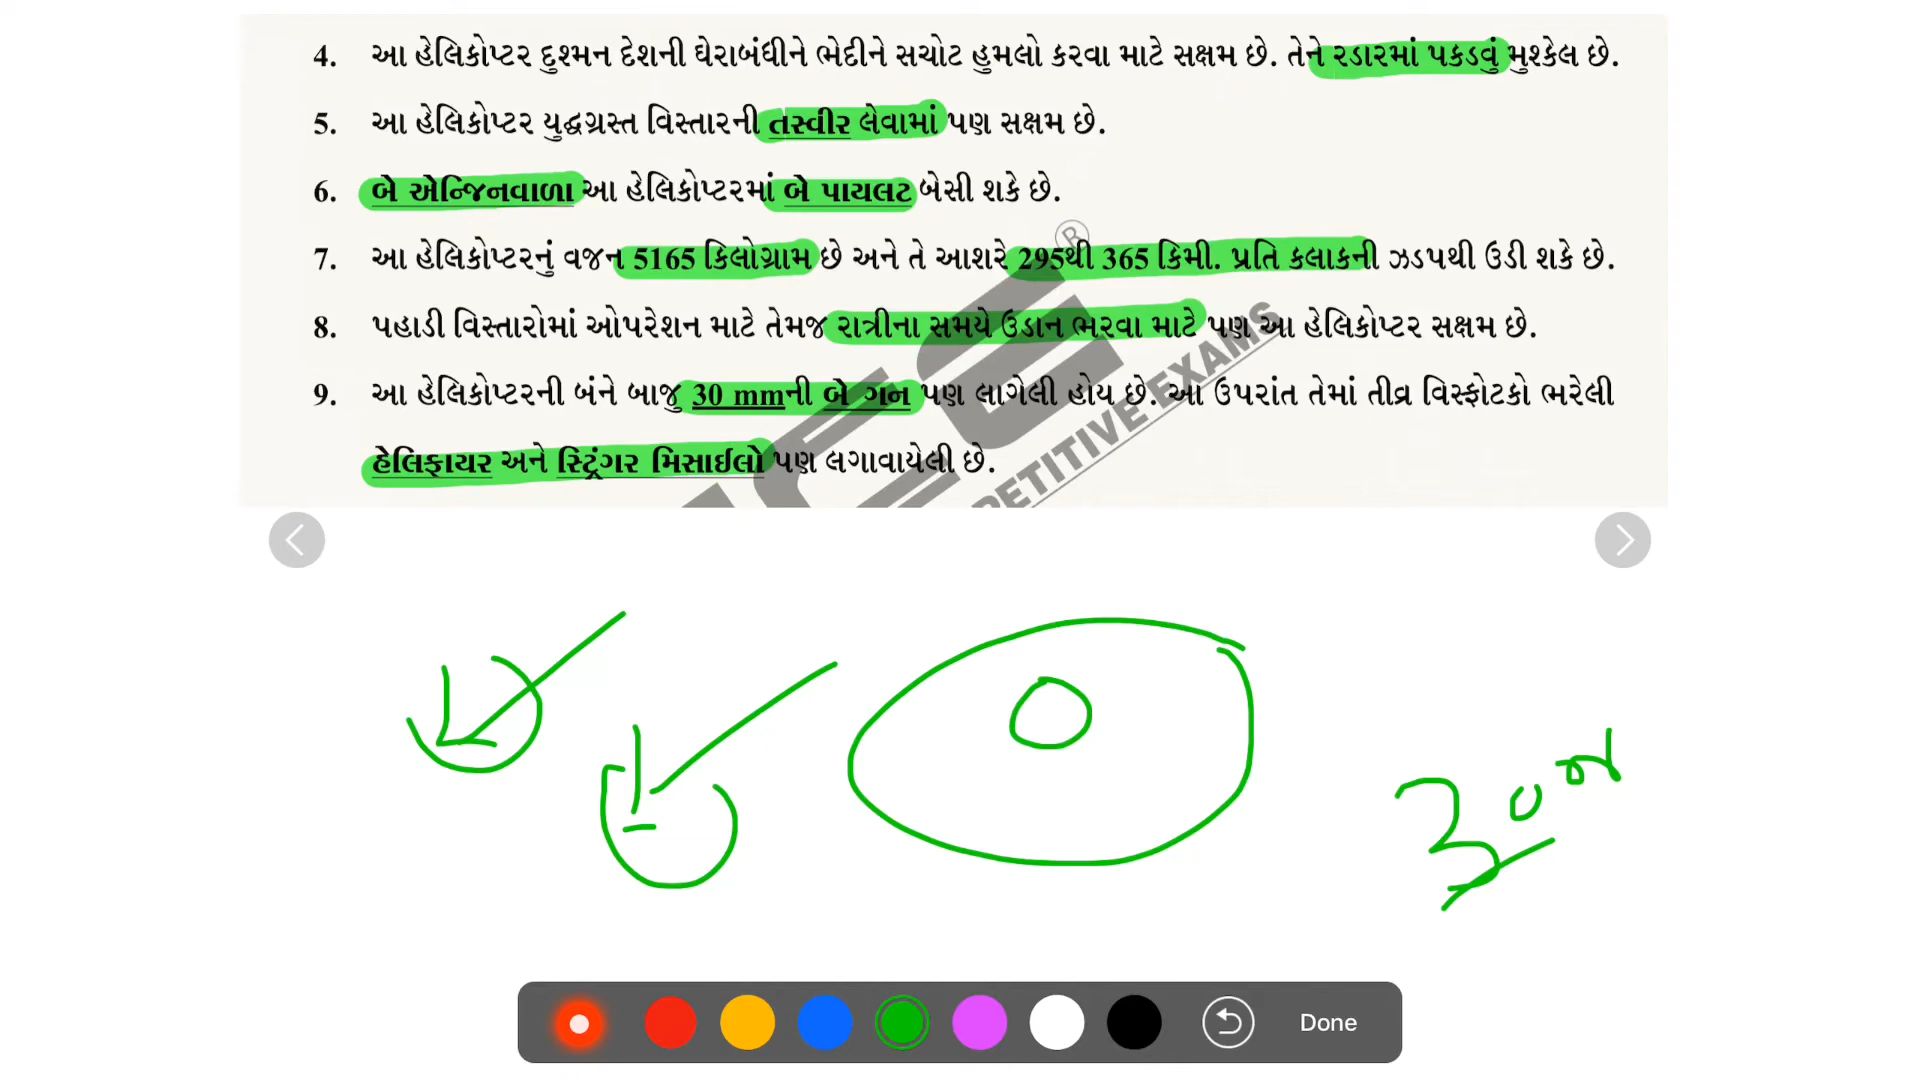 4. આ હેલિકોપ્ટર દુશ્મન દેશની ઘેરાબંધીને ભેદીને સચોટ હુમલો કરવા માટે સક્ષમ છે. તેને રડારમાં પકડવું મુશ્કેલ છે.
5. આ હેલિકોપ્ટર યુદ્ધગ્રસ્ત વિસ્તારની તસ્વીર લેવામાં પણ સક્ષમ છે.
6. બે એન્જિનવાળા આ હેલિકોપ્ટરમાં બે પાયલટ બેસી શકે છે.
®
7. આ હેલિકોપ્ટરનું વજન 5165 કિલોગ્રામ છે અને તે આશરે 295થી 365 કિમી. પ્રતિ કલાકની ઝડપથી ઉડી શકે છે.
8. પહાડી વિસ્તારોમાં ઓપરેશન માટે તેમજ રાત્રીના સમયે ઉડાન ભરવા માટે પણ આ હેલિકોપ્ટર સક્ષમ છે.
9. આ હેલિકોપ્ટરની બંને બાજુ 30 mmની બે ગન પણ લાગેલી હોય છે. આ ઉપરાંત તેમાં તીવ્ર વિસ્ફોટકો ભરેલી
હેલિફાયર અને સ્ટ્રિંગર મિસાઈલો પણ લગાવાયેલી છે.
PETITIVE EXAMS
30
Done